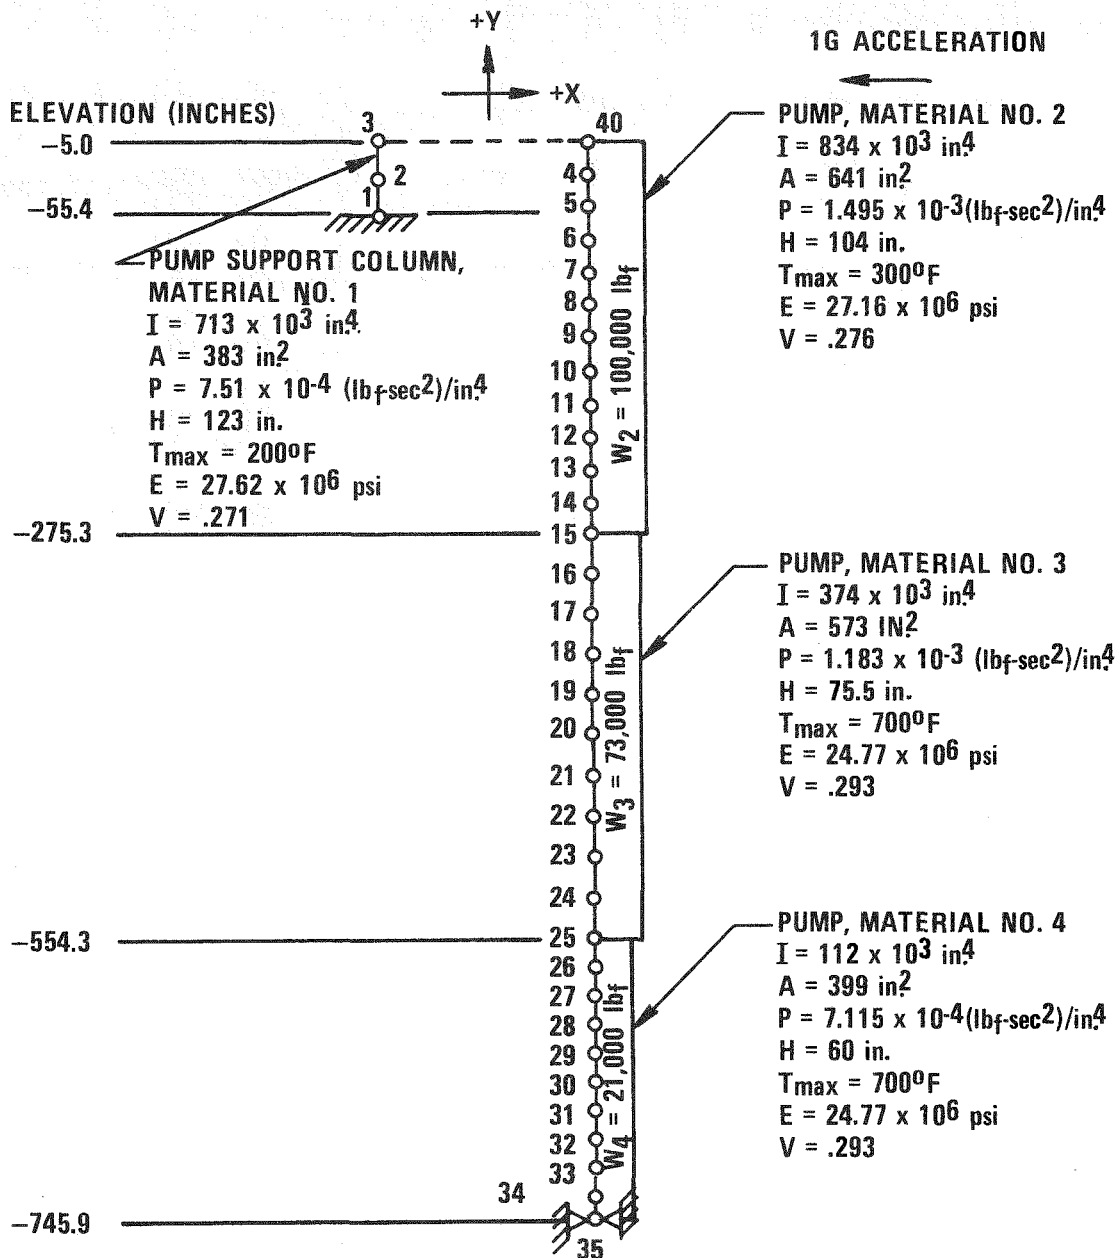 +Y
+X
1G ACCELERATION
ELEVATION (INCHES)
3
40
−5.0
4
2
1
5
−55.4
6
7
8
9
10
11
12
13
14
15
−275.3
16
17
18
19
20
21
22
23
24
25
−554.3
26
27
28
29
30
31
32
33
34
35
−745.9
PUMP SUPPORT COLUMN,
MATERIAL NO. 1
I = 713 x 10³ in⁴.
A = 383 in²
P = 7.51 x 10⁻⁴ (lbf-sec²)/in⁴
H = 123 in.
Tmax = 200ºF
E = 27.62 x 10⁶ psi
V = .271
W₂ = 100,000 lbf
W₃ = 73,000 lbf
W₄ = 21,000 lbf
PUMP, MATERIAL NO. 2
I = 834 x 10³ in⁴
A = 641 in²
P = 1.495 x 10⁻³(lbf-sec²)/in⁴
H = 104 in.
Tmax = 300ºF
E = 27.16 x 10⁶ psi
V = .276
PUMP, MATERIAL NO. 3
I = 374 x 10³ in⁴
A = 573 IN²
P = 1.183 x 10⁻³ (lbf-sec²)/in⁴
H = 75.5 in.
Tmax = 700ºF
E = 24.77 x 10⁶ psi
V = .293
PUMP, MATERIAL NO. 4
I = 112 x 10³ in⁴
A = 399 in²
P = 7.115 x 10⁻⁴(lbf-sec²)/in⁴
H = 60 in.
Tmax = 700ºF
E = 24.77 x 10⁶ psi
V = .293